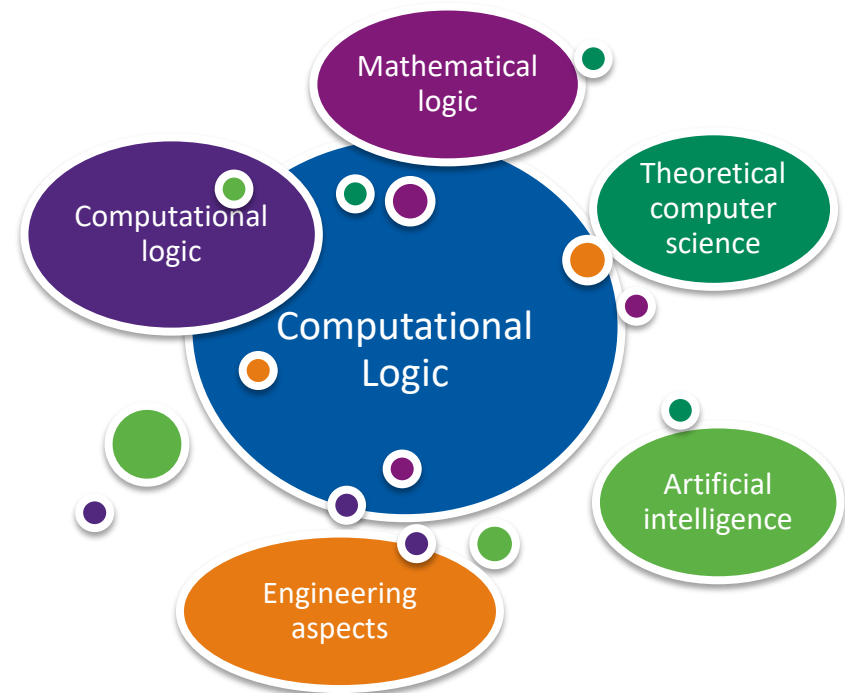 Mathematical
logic
Theoretical
computer
science
Computational
logic
Computational
Logic
Artificial
intelligence
Engineering
aspects